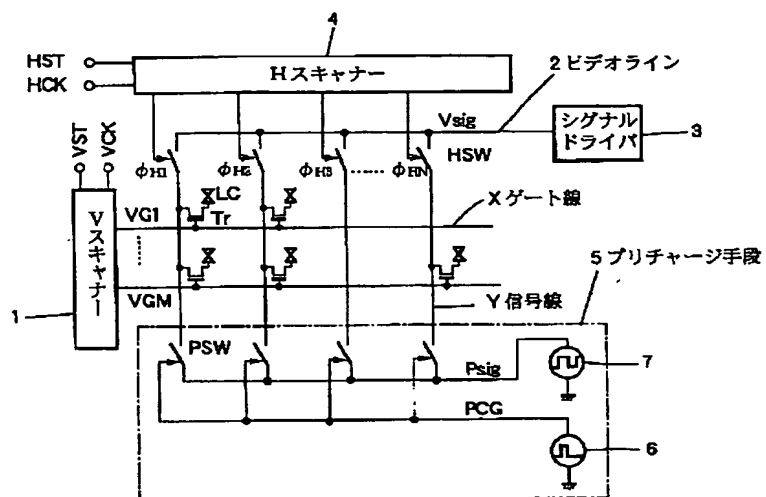 4
HST
HCK
Hスキャナー
2 ビデオライン
Vsig
シグナル
ドライバ
3
VST
VCK
HSW
φH1
φH2
φH3
......
φHN
LC
Tr
Xゲート線
VG1
Vスキャナー
VGM
1
5 プリチャージ手段
Y 信号線
PSW
Psig
7
PCG
6